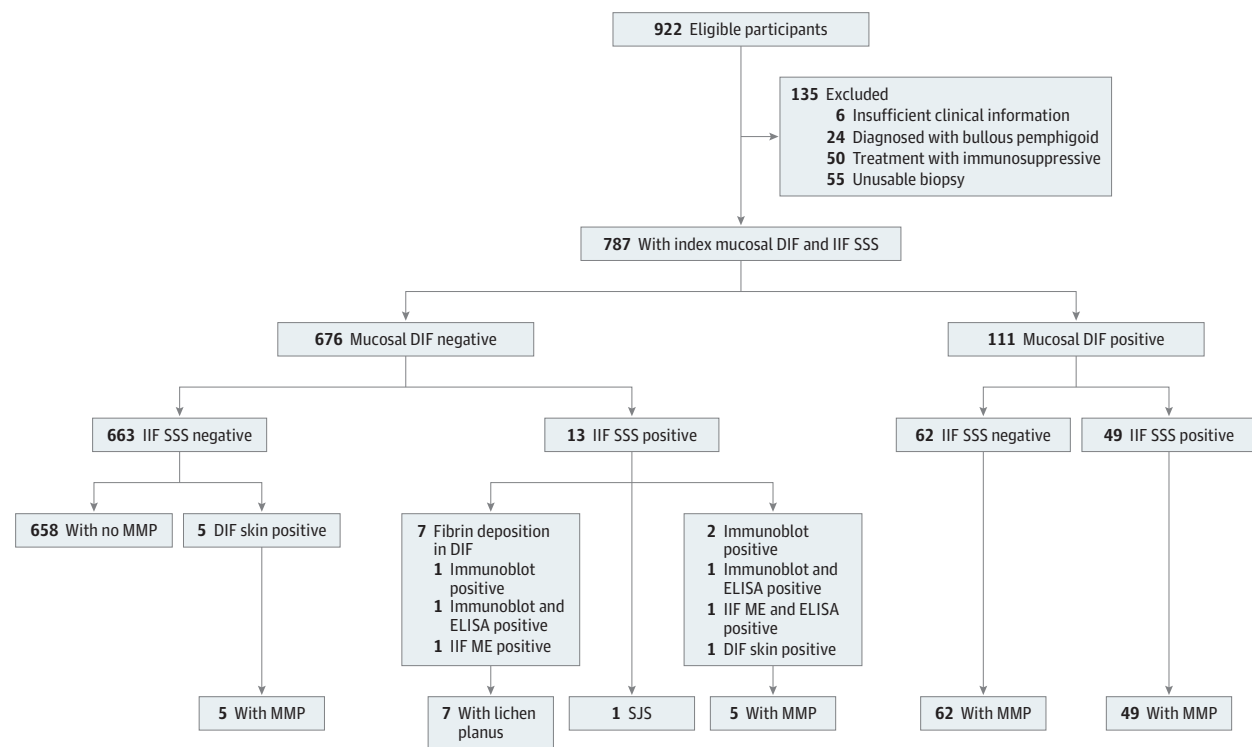 922 Eligible participants
135 Excluded
6 Insufficient clinical information
24 Diagnosed with bullous pemphigoid
50 Treatment with immunosuppressive
55 Unusable biopsy
787 With index mucosal DIF and IIF SSS
676 Mucosal DIF negative
111 Mucosal DIF positive
663 IIF SSS negative
13 IIF SSS positive
62 IIF SSS negative
49 IIF SSS positive
658 With no MMP
5 DIF skin positive
7 Fibrin deposition
in DIF
1 Immunoblot
positive
1 Immunoblot and
ELISA positive
1 IIF ME positive
2 Immunoblot
positive
1 Immunoblot and
ELISA positive
1 IIF ME and ELISA
positive
1 DIF skin positive
5 With MMP
7 With lichen
planus
1 SJS
5 With MMP
62 With MMP
49 With MMP